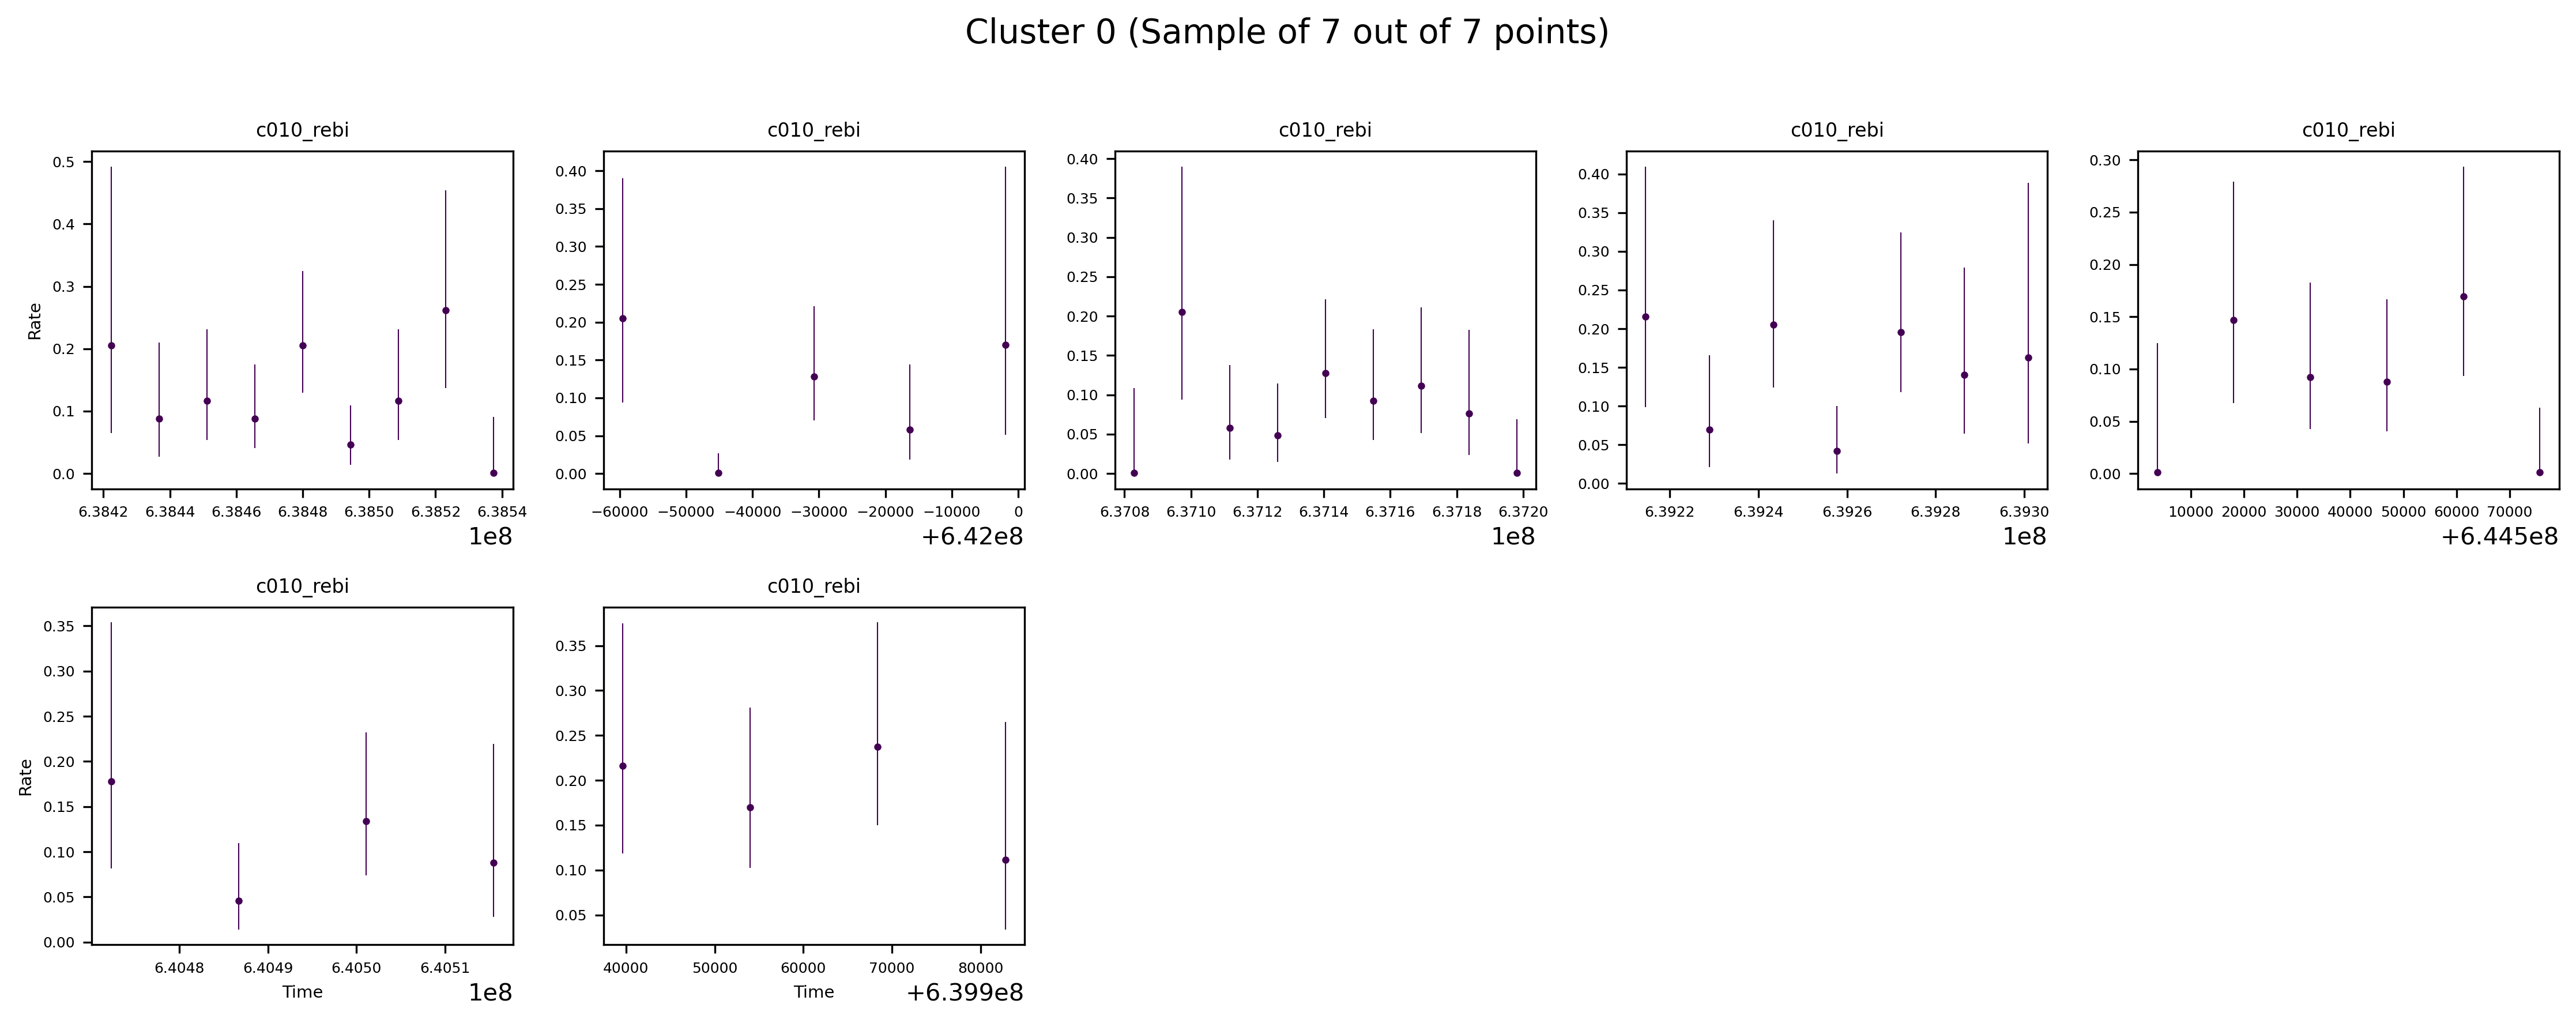 Cluster 0 (Sample of 7 out of 7 points)
c010_rebi c010_rebi c010_rebi c010_rebi c010_rebi
Rate
0.5
0.4
0.3
0.2
0.1
0.0
6.3842 6.3844 6.3846 6.3848 6.3850 6.3852 6.3854
1e8
0.40
0.35
0.30
0.25
0.20
0.15
0.10
0.05
0.00
−60000 −50000 −40000 −30000 −20000 −10000 0
+6.42e8
0.40
0.35
0.30
0.25
0.20
0.15
0.10
0.05
0.00
6.3708 6.3710 6.3712 6.3714 6.3716 6.3718 6.3720
1e8
0.40
0.35
0.30
0.25
0.20
0.15
0.10
0.05
0.00
6.3922 6.3924 6.3926 6.3928 6.3930
1e8
0.30
0.25
0.20
0.15
0.10
0.05
0.00
10000 20000 30000 40000 50000 60000 70000
+6.445e8
c010_rebi c010_rebi
Rate
0.35
0.30
0.25
0.20
0.15
0.10
0.05
0.00
6.4048 6.4049 6.4050 6.4051
Time 1e8
0.35
0.30
0.25
0.20
0.15
0.10
0.05
40000 50000 60000 70000 80000
Time +6.399e8